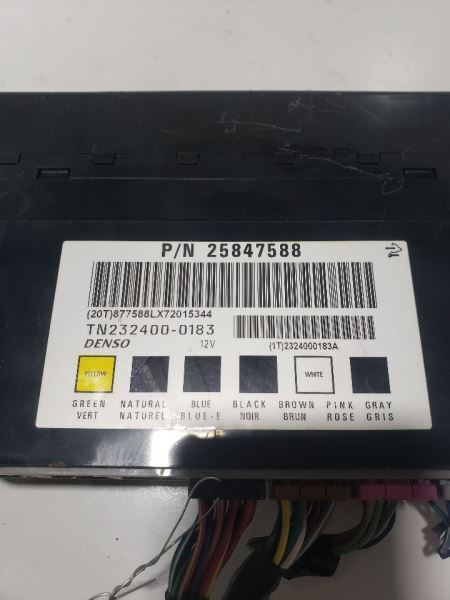 P/N 25847588
(20T)877588LX72015344
TN232400-0183
DENSO 12V
(1T)2324000183A
YELLOW WHITE
GREEN NATURAL BLUE BLACK BROWN PINK GRAY
VERT NATUREL BLUE-E NOIR BRUN ROSE GRIS